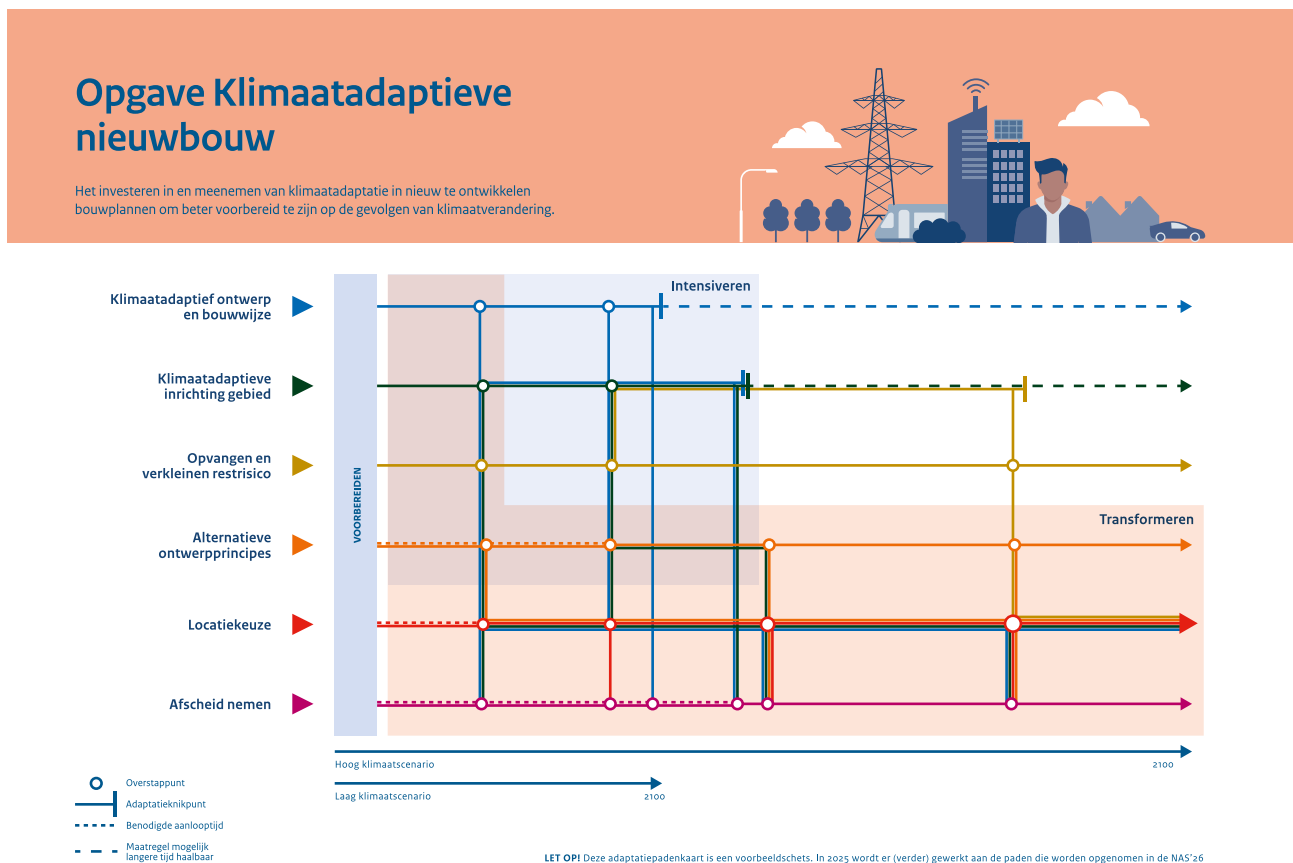 Opgave Klimaatadaptieve
nieuwbouw
Het investeren in en meenemen van klimaatadaptatie in nieuw te ontwikkelen
bouwplannen om beter voorbereid te zijn op de gevolgen van klimaatverandering.
Intensiveren
Klimaatadaptief ontwerp
en bouwwijze
Klimaatadaptieve
inrichting gebied
Opvangen en
verkleinen restrisico
VOORBEREIDEN
Transformeren
Alternatieve
ontwerpprincipes
Locatiekeuze
Afscheid nemen
Hoog klimaatscenario
2100
Laag klimaatscenario
2100
Overstappunt
Adaptatieknikpunt
Benodigde aanlooptijd
Maatregel mogelijk
langere tijd haalbaar
LET OP! Deze adaptatiepadenkaart is een voorbeeldschets. In 2025 wordt er (verder) gewerkt aan de paden die worden opgenomen in de NAS'26